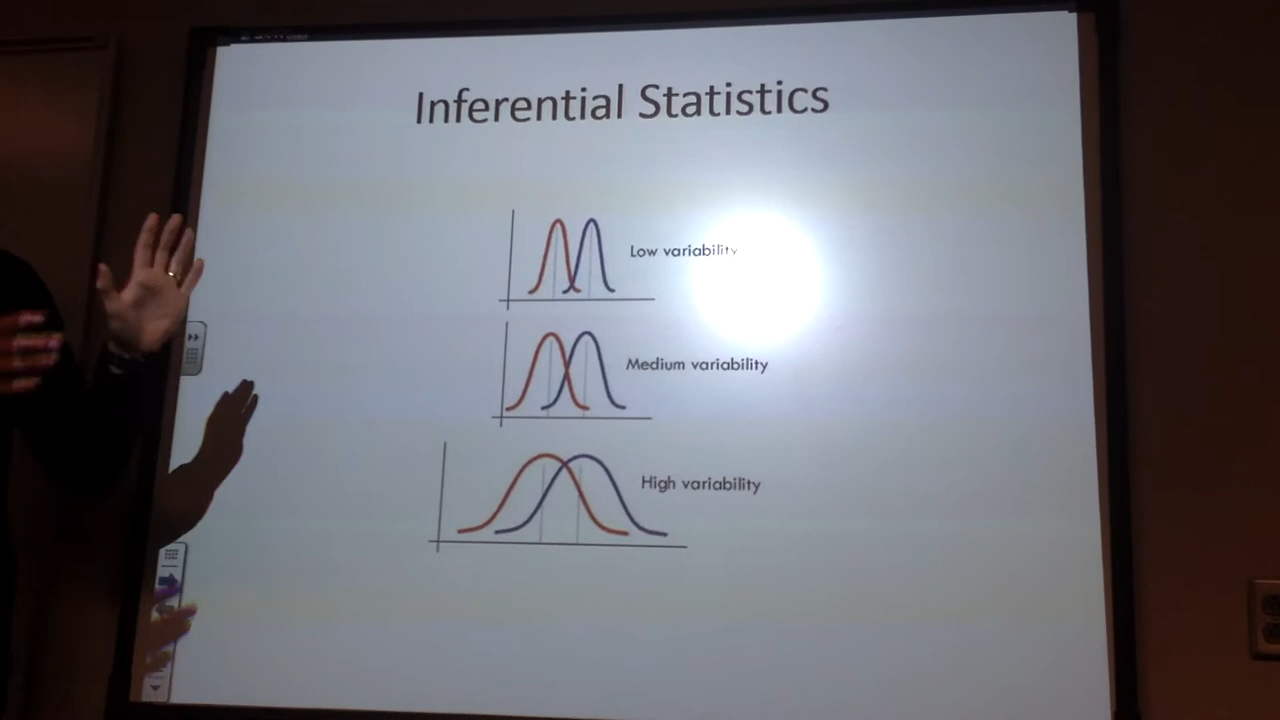 Inferential Statistics
Low variability
Medium variability
High variability